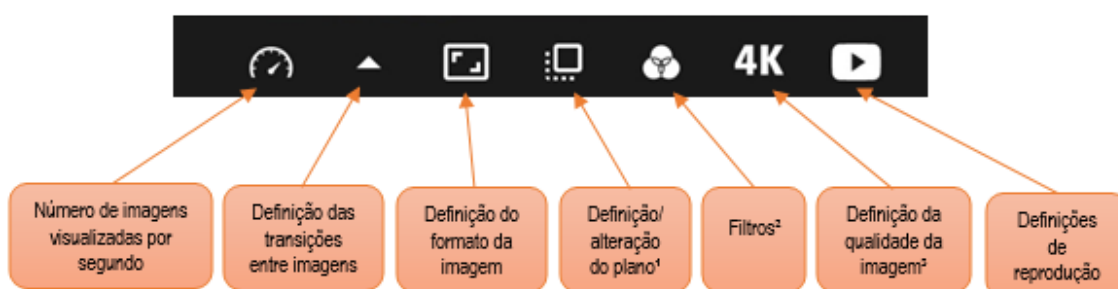 4K
Número de imagens
visualizadas por
segundo
Definição das
transições
entre imagens
Definição do
formato da
imagem
Definição/
alteração
do plano¹
Filtros²
Definição da
qualidade da
imagem³
Definições
de
reprodução